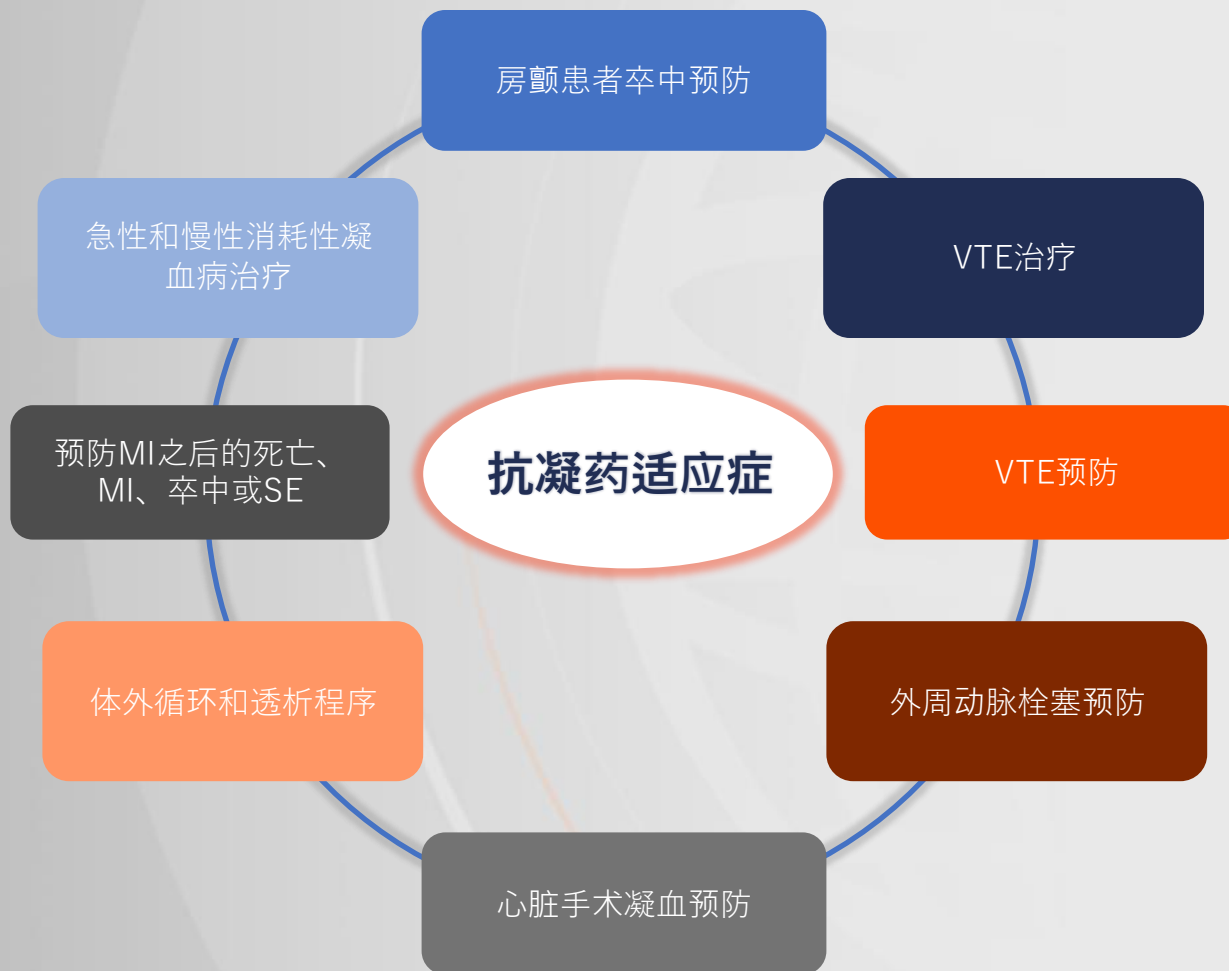 房颤患者卒中预防
急性和慢性消耗性凝
血病治疗
VTE治疗
预防MI之后的死亡、
MI、卒中或SE
抗凝药适应症
VTE预防
体外循环和透析程序
外周动脉栓塞预防
心脏手术凝血预防